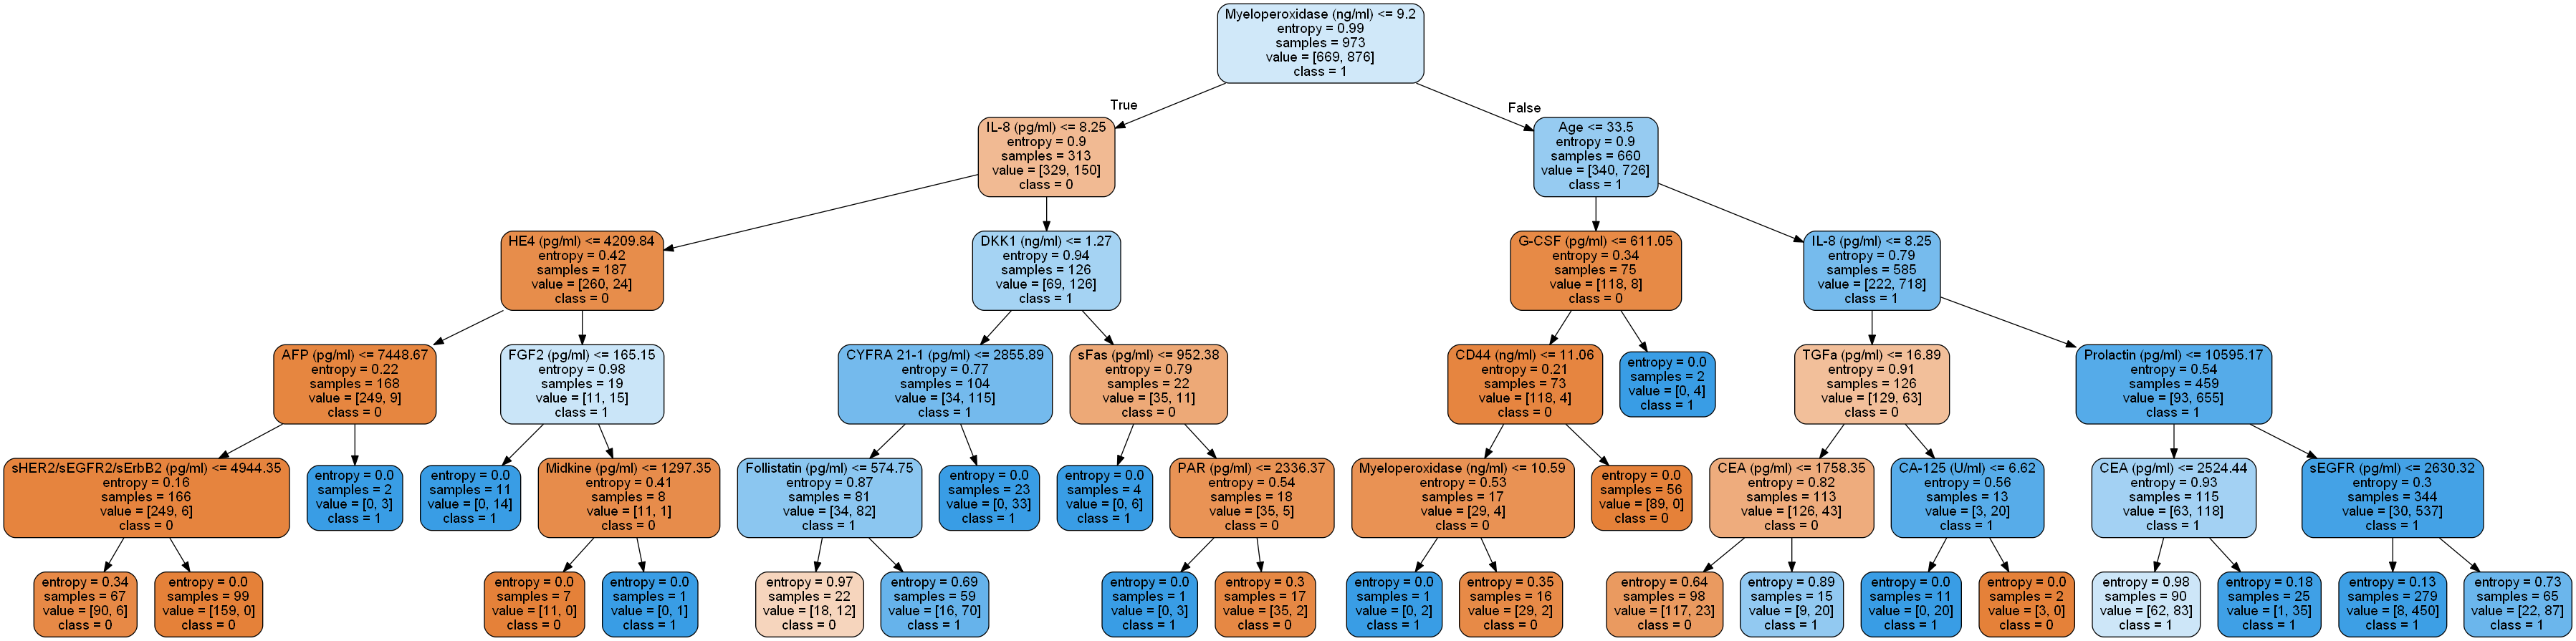 Myeloperoxidase (ng/ml) <= 9.2
entropy = 0.99
samples = 973
value = [669, 876]
class = 1
True
False
IL-8 (pg/ml) <= 8.25
entropy = 0.9
samples = 313
value = [329, 150]
class = 0
Age <= 33.5
entropy = 0.9
samples = 660
value = [340, 726]
class = 1
HE4 (pg/ml) <= 4209.84
entropy = 0.42
samples = 187
value = [260, 24]
class = 0
DKK1 (ng/ml) <= 1.27
entropy = 0.94
samples = 126
value = [69, 126]
class = 1
G-CSF (pg/ml) <= 611.05
entropy = 0.34
samples = 75
value = [118, 8]
class = 0
IL-8 (pg/ml) <= 8.25
entropy = 0.79
samples = 585
value = [222, 718]
class = 1
AFP (pg/ml) <= 7448.67
entropy = 0.22
samples = 168
value = [249, 9]
class = 0
FGF2 (pg/ml) <= 165.15
entropy = 0.98
samples = 19
value = [11, 15]
class = 1
CYFRA 21-1 (pg/ml) <= 2855.89
entropy = 0.77
samples = 104
value = [34, 115]
class = 1
sFas (pg/ml) <= 952.38
entropy = 0.79
samples = 22
value = [35, 11]
class = 0
CD44 (ng/ml) <= 11.06
entropy = 0.21
samples = 73
value = [118, 4]
class = 0
entropy = 0.0
samples = 2
value = [0, 4]
class = 1
TGFa (pg/ml) <= 16.89
entropy = 0.91
samples = 126
value = [129, 63]
class = 0
Prolactin (pg/ml) <= 10595.17
entropy = 0.54
samples = 459
value = [93, 655]
class = 1
sHER2/sEGFR2/sErbB2 (pg/ml) <= 4944.35
entropy = 0.16
samples = 166
value = [249, 6]
class = 0
entropy = 0.0
samples = 2
value = [0, 3]
class = 1
entropy = 0.0
samples = 11
value = [0, 14]
class = 1
Midkine (pg/ml) <= 1297.35
entropy = 0.41
samples = 8
value = [11, 1]
class = 0
Follistatin (pg/ml) <= 574.75
entropy = 0.87
samples = 81
value = [34, 82]
class = 1
entropy = 0.0
samples = 23
value = [0, 33]
class = 1
entropy = 0.0
samples = 4
value = [0, 6]
class = 1
PAR (pg/ml) <= 2336.37
entropy = 0.54
samples = 18
value = [35, 5]
class = 0
Myeloperoxidase (ng/ml) <= 10.59
entropy = 0.53
samples = 17
value = [29, 4]
class = 0
entropy = 0.0
samples = 56
value = [89, 0]
class = 0
CEA (pg/ml) <= 1758.35
entropy = 0.82
samples = 113
value = [126, 43]
class = 0
CA-125 (U/ml) <= 6.62
entropy = 0.56
samples = 13
value = [3, 20]
class = 1
CEA (pg/ml) <= 2524.44
entropy = 0.93
samples = 115
value = [63, 118]
class = 1
sEGFR (pg/ml) <= 2630.32
entropy = 0.3
samples = 344
value = [30, 537]
class = 1
entropy = 0.34
samples = 67
value = [90, 6]
class = 0
entropy = 0.0
samples = 99
value = [159, 0]
class = 0
entropy = 0.0
samples = 7
value = [11, 0]
class = 0
entropy = 0.0
samples = 1
value = [0, 1]
class = 1
entropy = 0.97
samples = 22
value = [18, 12]
class = 0
entropy = 0.69
samples = 59
value = [16, 70]
class = 1
entropy = 0.0
samples = 1
value = [0, 3]
class = 1
entropy = 0.3
samples = 17
value = [35, 2]
class = 0
entropy = 0.0
samples = 1
value = [0, 2]
class = 1
entropy = 0.35
samples = 16
value = [29, 2]
class = 0
entropy = 0.64
samples = 98
value = [117, 23]
class = 0
entropy = 0.89
samples = 15
value = [9, 20]
class = 1
entropy = 0.0
samples = 11
value = [0, 20]
class = 1
entropy = 0.0
samples = 2
value = [3, 0]
class = 0
entropy = 0.98
samples = 90
value = [62, 83]
class = 1
entropy = 0.18
samples = 25
value = [1, 35]
class = 1
entropy = 0.13
samples = 279
value = [8, 450]
class = 1
entropy = 0.73
samples = 65
value = [22, 87]
class = 1